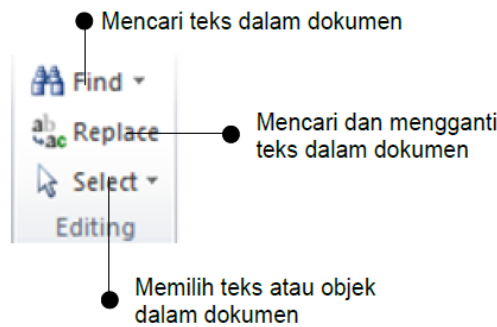 Mencari teks dalam dokumen
Find
Replace
Mencari dan mengganti
teks dalam dokumen
Select
Editing
Memilih teks atau objek
dalam dokumen